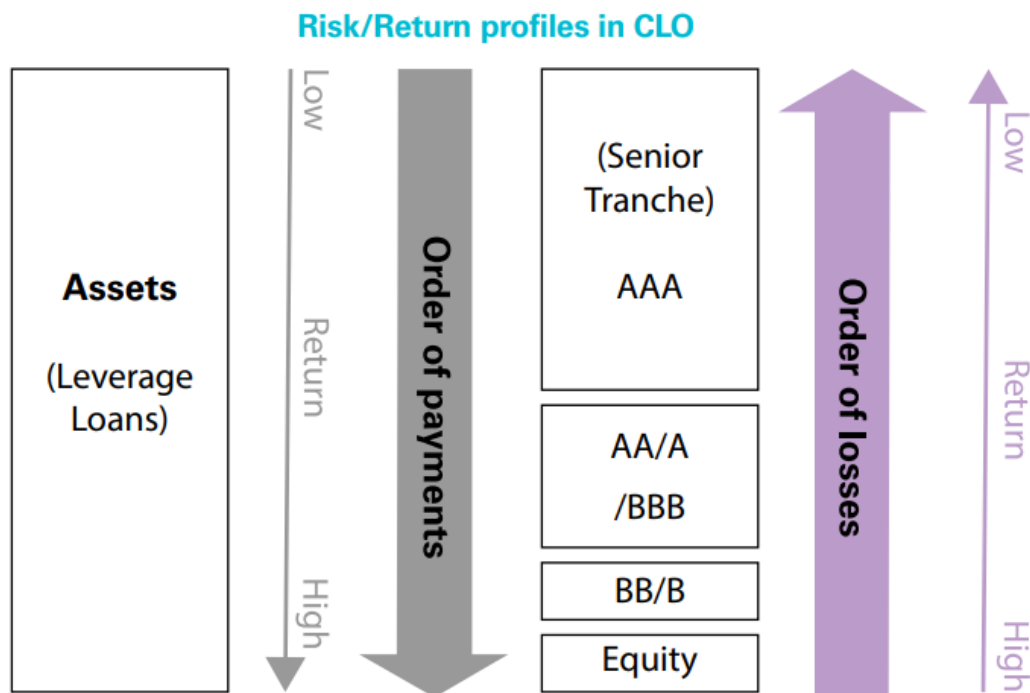 Risk/Return profiles in CLO
Assets
(Leverage
Loans)
Low
Return
High
Order of payments
(Senior
Tranche)
AAA
AA/A
/BBB
BB/B
Equity
Order of losses
Low
Return
High